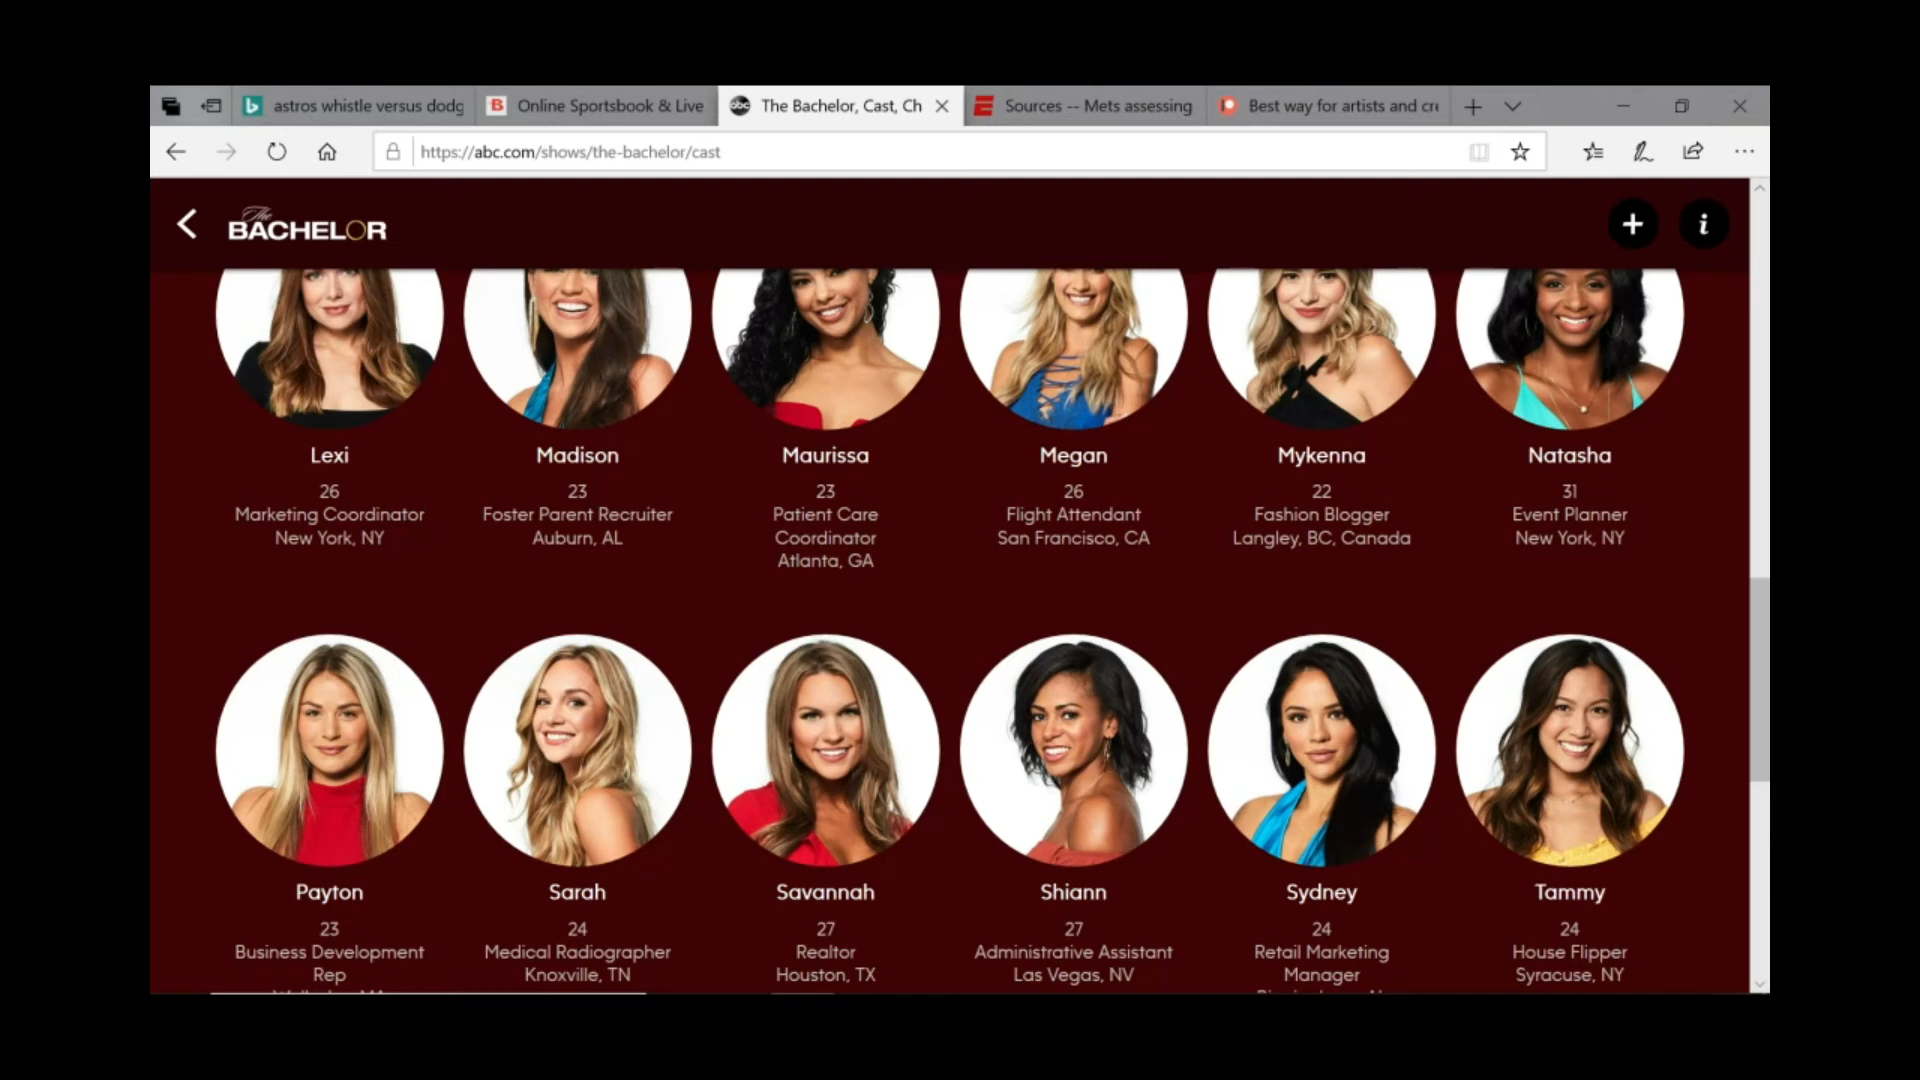 astros whistle versus dodg
Online Sportsbook & Live
The Bachelor, Cast, Ch
Sources -- Mets assessing
Best way for artists and cre
https://abc.com/shows/the-bachelor/cast
The
BACHELOR
Lexi
26
Marketing Coordinator
New York, NY
Madison
23
Foster Parent Recruiter
Auburn, AL
Maurissa
23
Patient Care
Coordinator
Atlanta, GA
Megan
26
Flight Attendant
San Francisco, CA
Mykenna
22
Fashion Blogger
Langley, BC, Canada
Natasha
31
Event Planner
New York, NY
Payton
23
Business Development
Rep
Sarah
24
Medical Radiographer
Knoxville, TN
Savannah
27
Realtor
Houston, TX
Shiann
27
Administrative Assistant
Las Vegas, NV
Sydney
24
Retail Marketing
Manager
Tammy
24
House Flipper
Syracuse, NY